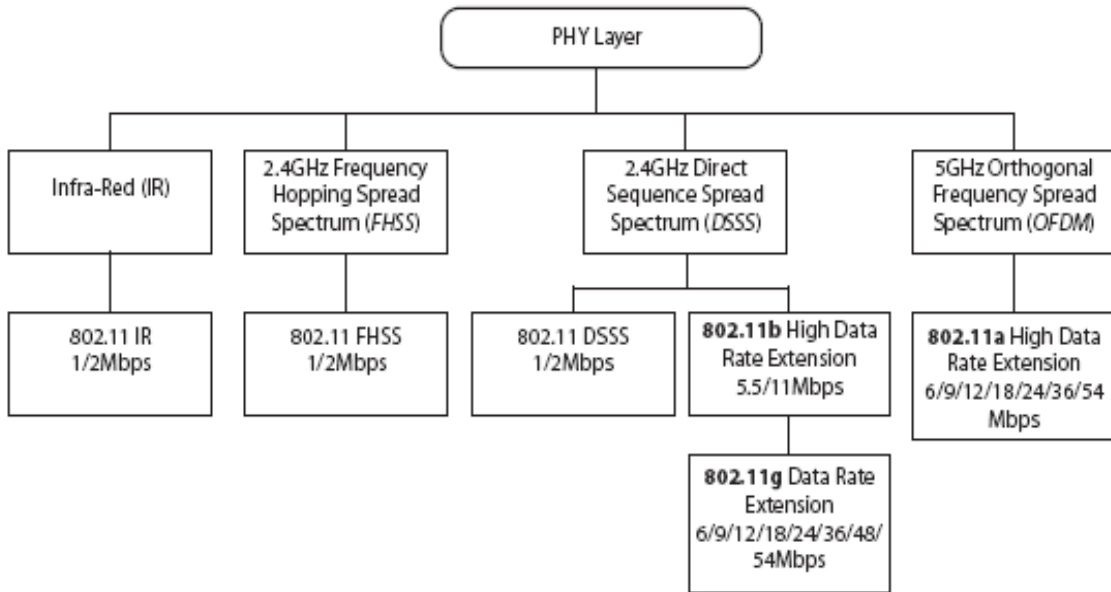 PHY Layer
Infra-Red (IR)
2.4GHz Frequency
Hopping Spread
Spectrum (FHSS)
2.4GHz Direct
Sequence Spread
Spectrum (DSSS)
5GHz Orthogonal
Frequency Spread
Spectrum (OFDM)
802.11 IR
1/2Mbps
802.11 FHSS
1/2Mbps
802.11 DSSS
1/2Mbps
802.11b High Data
Rate Extension
5.5/11Mbps
802.11a High Data
Rate Extension
6/9/12/18/24/36/54
Mbps
802.11g Data Rate
Extension
6/9/12/18/24/36/48/
54Mbps